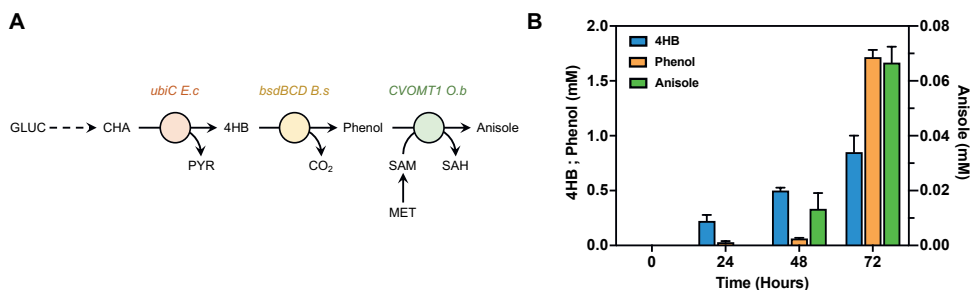 A
ubiC E.c
bsdBCD B.s
CVOMT1 O.b
GLUC
CHA
4HB
Phenol
Anisole
PYR
CO₂
SAM
SAH
MET
B
4HB
Phenol
Anisole
4HB ; Phenol (mM)
2.0
1.5
1.0
0.5
0.0
0.08
0.06
0.04
0.02
0.00
Anisole (mM)
0
24
48
72
Time (Hours)